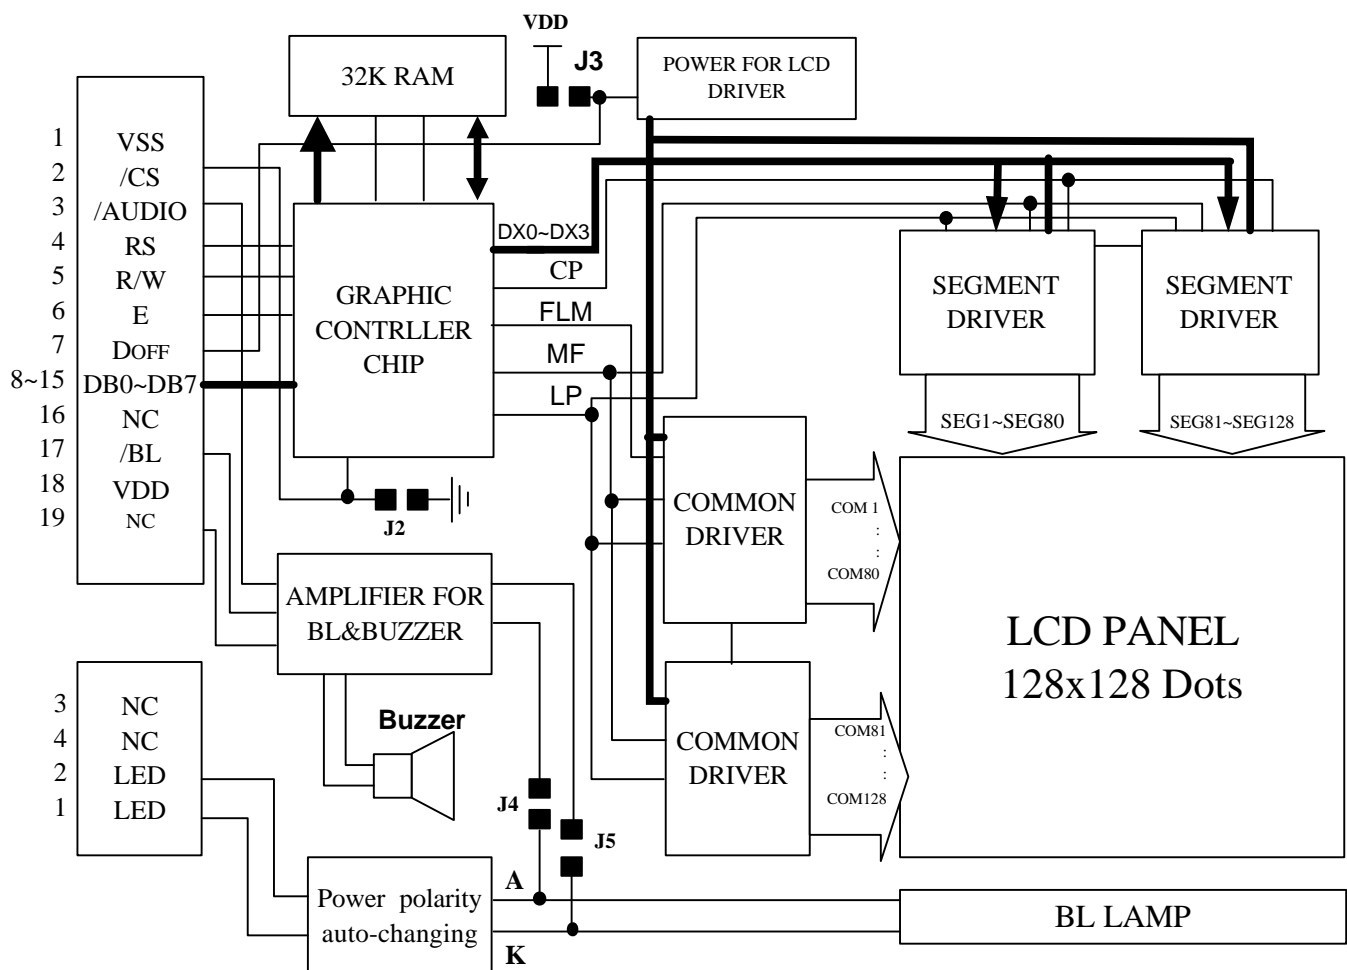 VDD
J3
32K RAM
POWER FOR LCD
DRIVER
1 VSS
2 /CS
3 /AUDIO
4 RS
5 R/W
6 E
7 DOFF
8~15 DB0~DB7
16 NC
17 /BL
18 VDD
19 NC
GRAPHIC
CONTRLLER
CHIP
DX0~DX3
CP
FLM
MF
LP
J2
SEGMENT
DRIVER
SEGMENT
DRIVER
SEG1~SEG80
SEG81~SEG128
COMMON
DRIVER
COM 1
:
:
COM80
AMPLIFIER FOR
BL&BUZZER
LCD PANEL
128x128 Dots
3 NC
4 NC
2 LED
1 LED
Buzzer
COMMON
DRIVER
COM81
:
:
COM128
J4
J5
Power polarity
auto-changing
A
K
BL LAMP